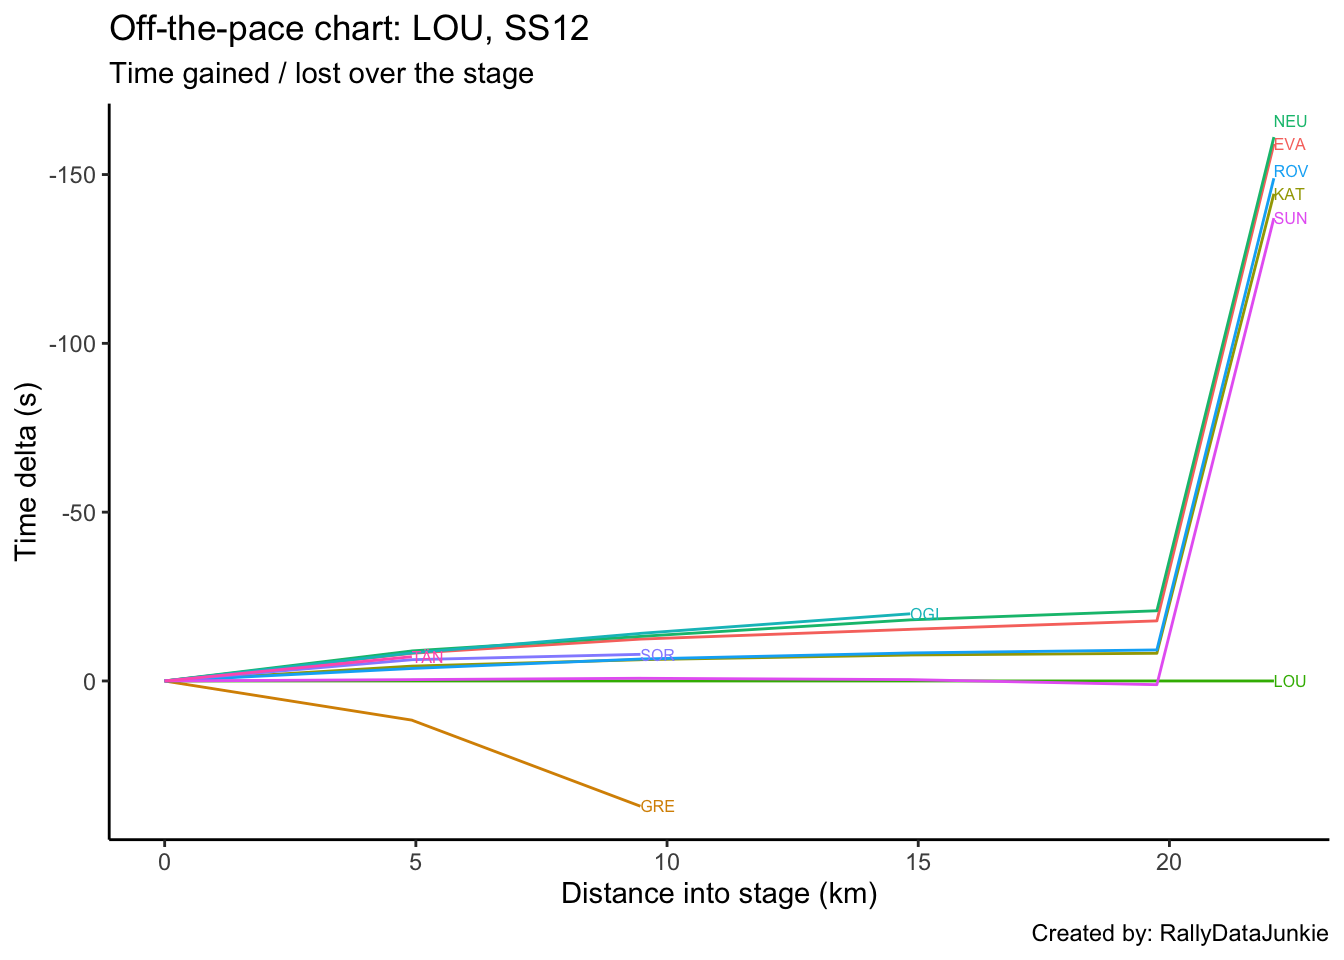 Off-the-pace chart: LOU, SS12
Time gained / lost over the stage
NEU
EVA
-150
ROV
KAT
SUN
-100
Time delta (s)
-50
OGI
TAN
SOR
0
LOU
GRE
0 5 10 15 20
Distance into stage (km)
Created by: RallyDataJunkie